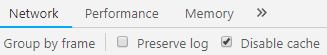 Network Performance Memory »
Group by frame Preserve log Disable cache